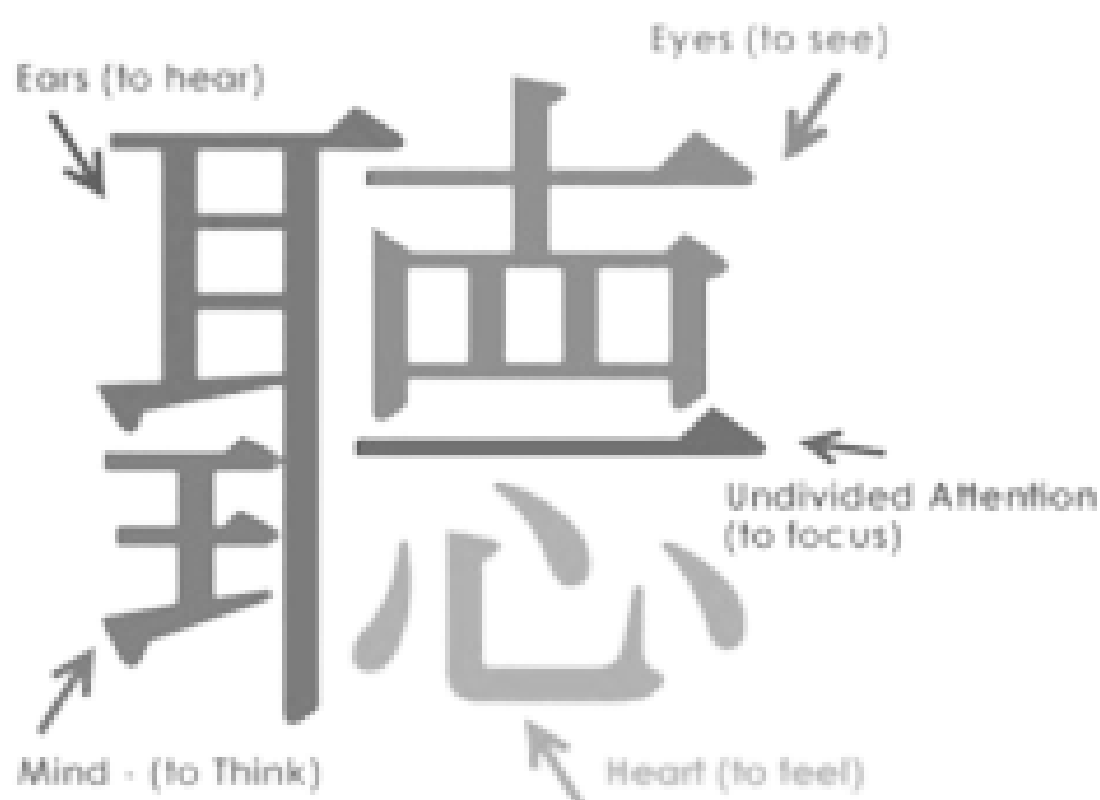 Eyes (to see)
Ears (to hear)
聽
Undivided Attention
(to focus)
Mind - (to Think)
Heart (to feel)